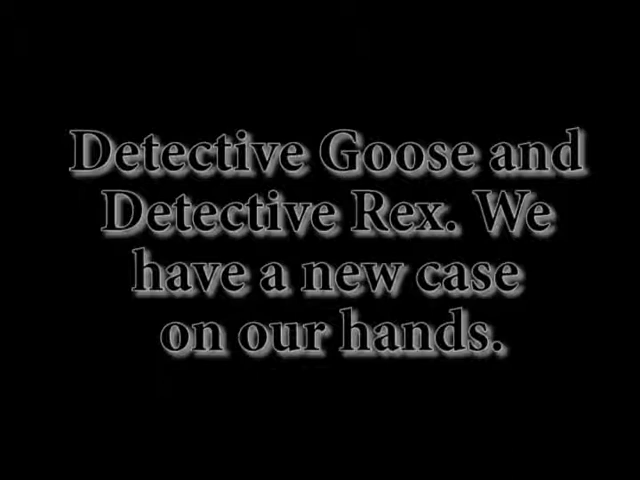 Detective Goose and
Detective Rex. We
have a new case
on our hands.